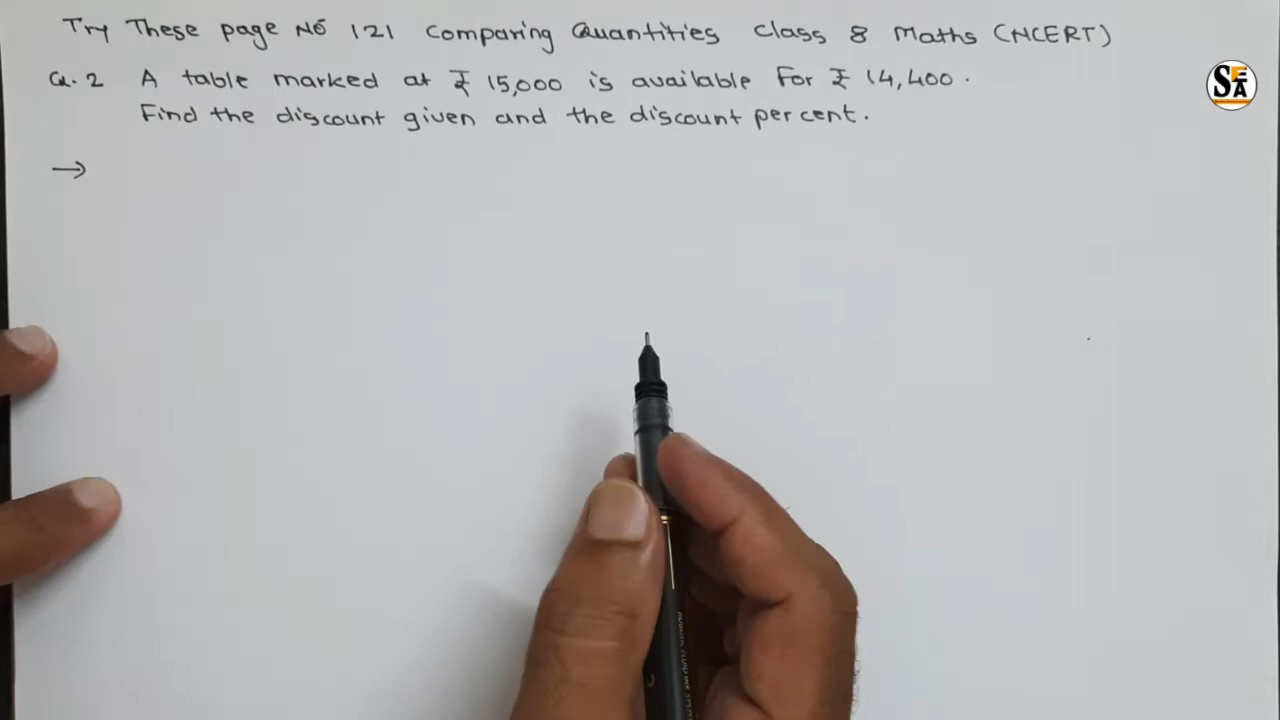 Try These page No 121 Comparing Quantities Class 8 Maths (NCERT)
Q.2 A table marked at ₹ 15,000 is available for ₹ 14,400.
Find the discount given and the discount per cent.
→
SFTA